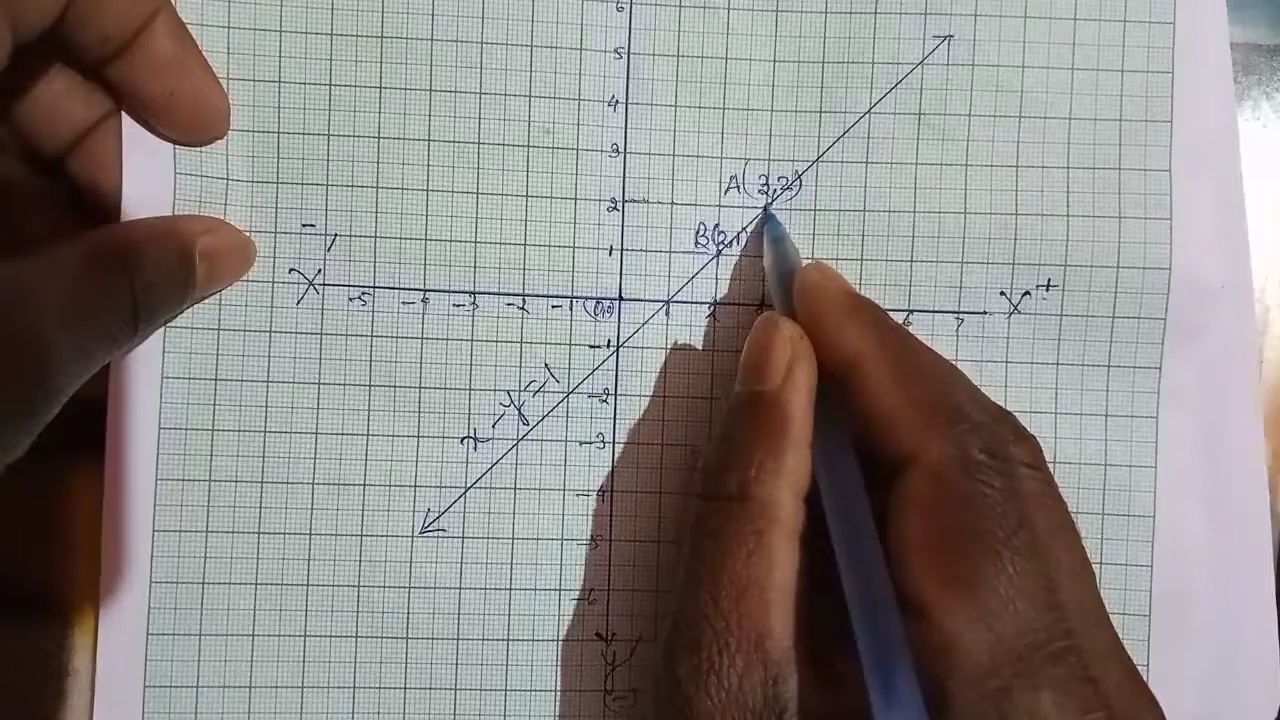 6
5
4
3
A(3,2)
2
B(2,1)
1
X -
-5 -4 -3 -2 -1 (0,0) 1 2 6 7 X +
-1
x-y=1
-2
-3
-4
-5
-6
y
(-)